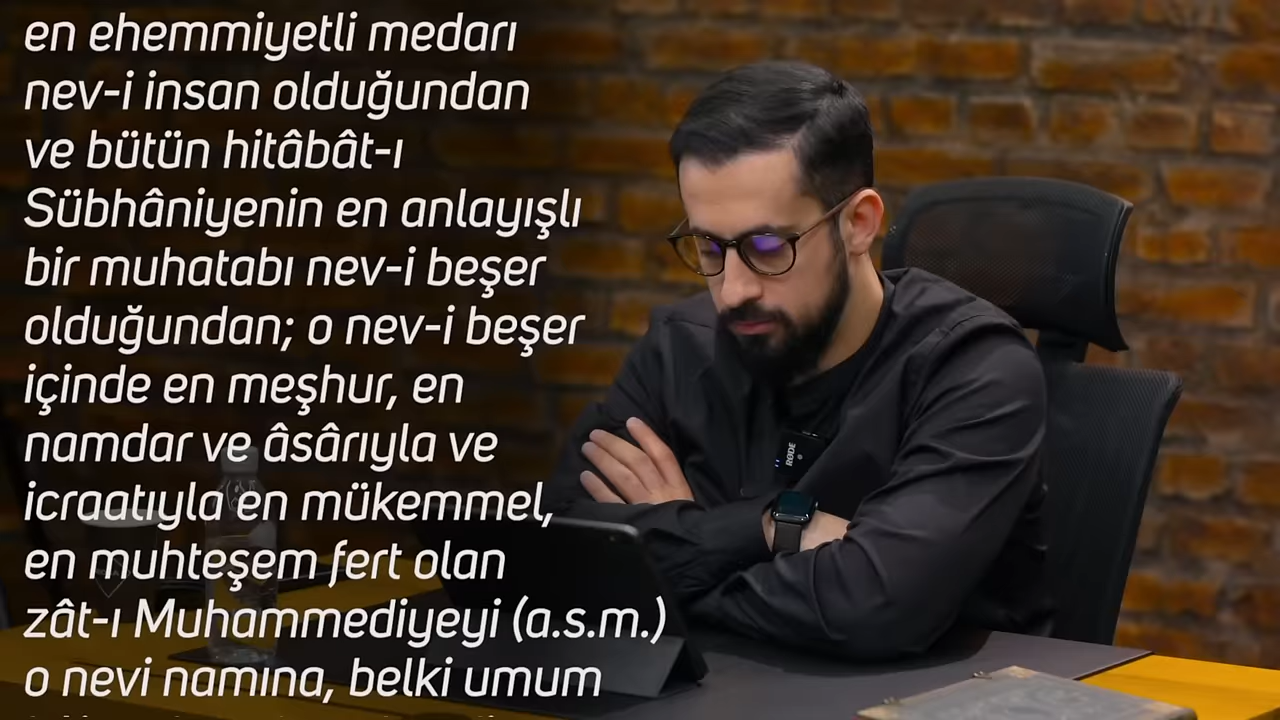 en ehemmiyetli medarı
nev-i insan olduğundan
ve bütün hitâbât-ı
Sübhâniyenin en anlayışlı
bir muhatabı nev-i beşer
olduğundan; o nev-i beşer
içinde en meşhur, en
namdar ve âsârıyla ve
icraatıyla en mükemmel,
en muhteşem fert olan
zât-ı Muhammediyeyi (a.s.m.)
o nevi namına, belki umum
RØDE